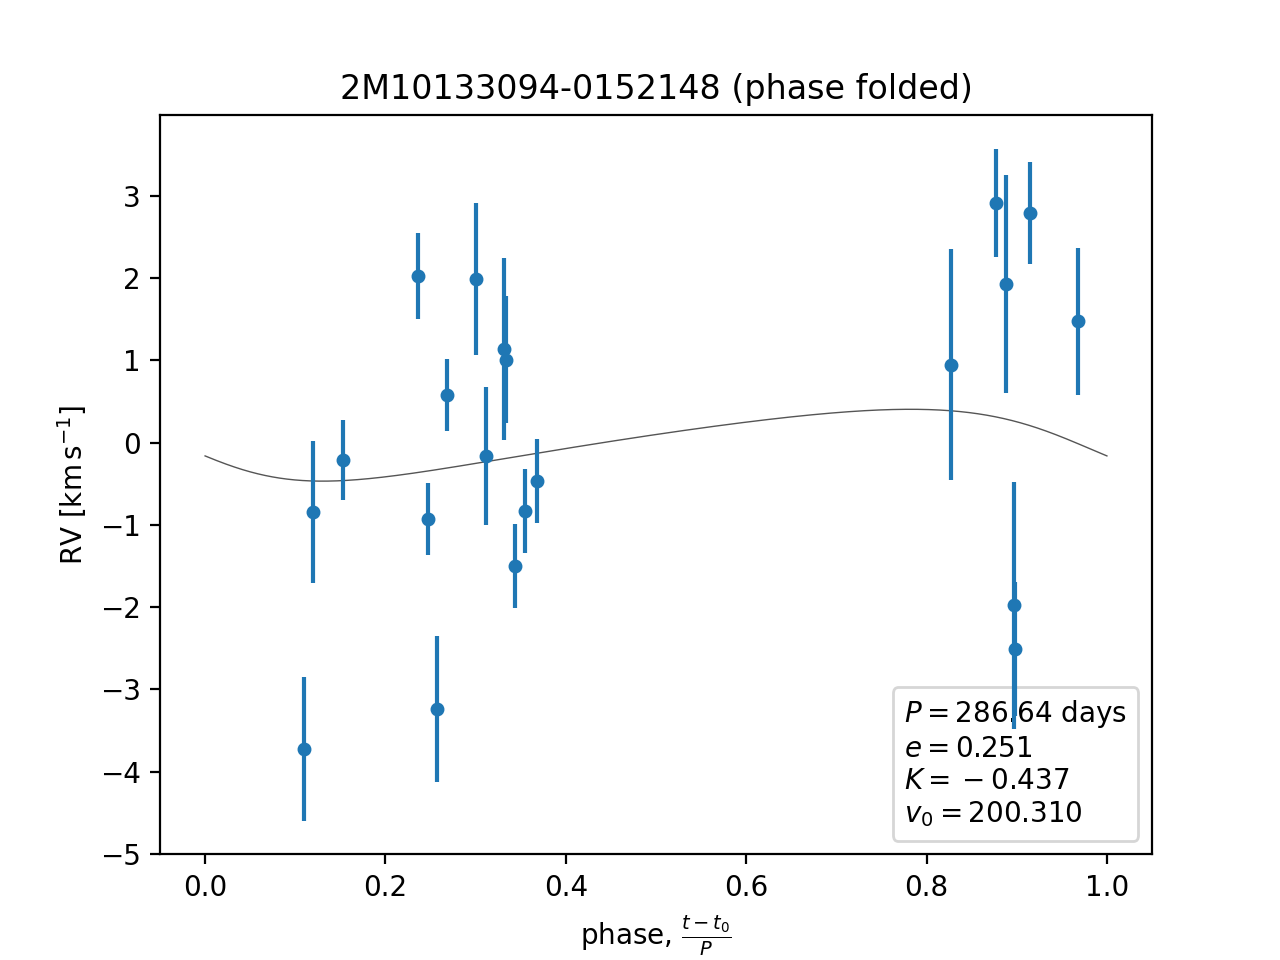 2M10133094-0152148 (phase folded)
RV [km s⁻¹]
3
2
1
0
−1
−2
−3
−4
−5
0.0 0.2 0.4 0.6 0.8 1.0
phase, (t − t₀)/P
P = 286.64 days
e = 0.251
K = −0.437
v₀ = 200.310